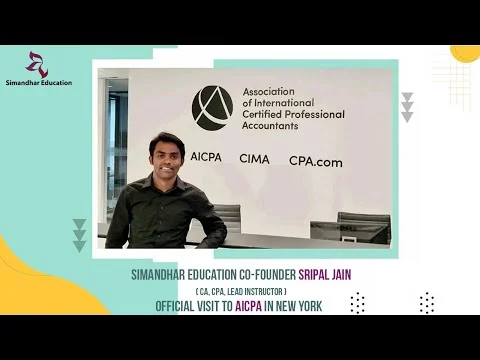 Simandhar Education
Association
of International
Certified Professional
Accountants
AICPA CIMA CPA.com
SIMANDHAR EDUCATION CO-FOUNDER SRIPAL JAIN
( CA, CPA, LEAD INSTRUCTOR )
OFFICIAL VISIT TO AICPA IN NEW YORK